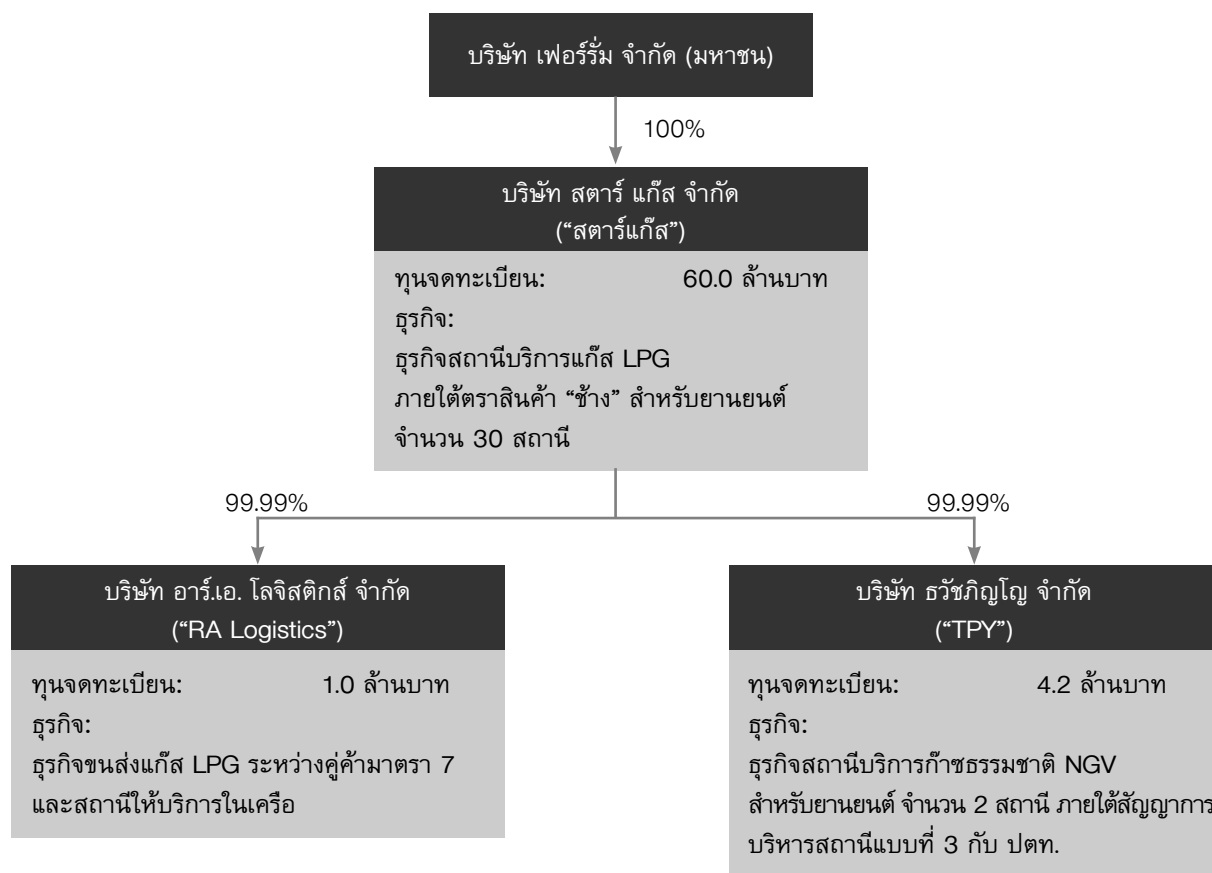 บริษัท เฟอร์รั่ม จำกัด (มหาชน)
100%
บริษัท สตาร์ แก๊ส จำกัด
(“สตาร์แก๊ส”)
ทุนจดทะเบียน: 60.0 ล้านบาท
ธุรกิจ:
ธุรกิจสถานีบริการแก๊ส LPG
ภายใต้ตราสินค้า “ช้าง” สำหรับยานยนต์
จำนวน 30 สถานี
99.99%
99.99%
บริษัท อาร์.เอ. โลจิสติกส์ จำกัด
(“RA Logistics”)
ทุนจดทะเบียน: 1.0 ล้านบาท
ธุรกิจ:
ธุรกิจขนส่งแก๊ส LPG ระหว่างคู่ค้ามาตรา 7
และสถานีให้บริการในเครือ
บริษัท ธวัชภิญโญ จำกัด
(“TPY”)
ทุนจดทะเบียน: 4.2 ล้านบาท
ธุรกิจ:
ธุรกิจสถานีบริการก๊าซธรรมชาติ NGV
สำหรับยานยนต์ จำนวน 2 สถานี ภายใต้สัญญาการ
บริหารสถานีแบบที่ 3 กับ ปตท.